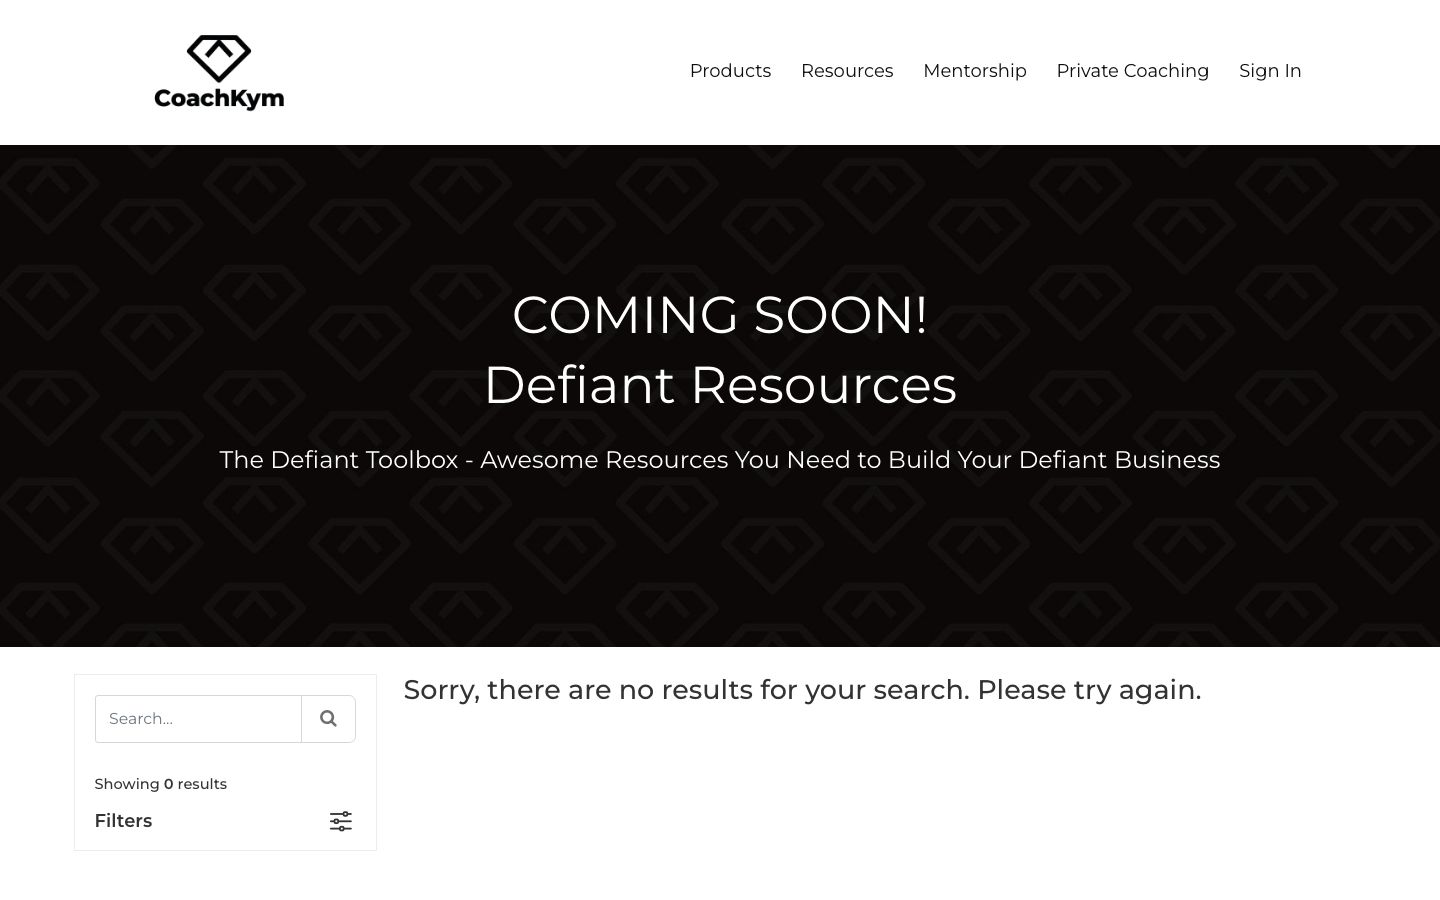 CoachKym
Products
Resources
Mentorship
Private Coaching
Sign In
COMING SOON!
Defiant Resources
The Defiant Toolbox - Awesome Resources You Need to Build Your Defiant Business
Search...
Showing 0 results
Filters
Sorry, there are no results for your search. Please try again.